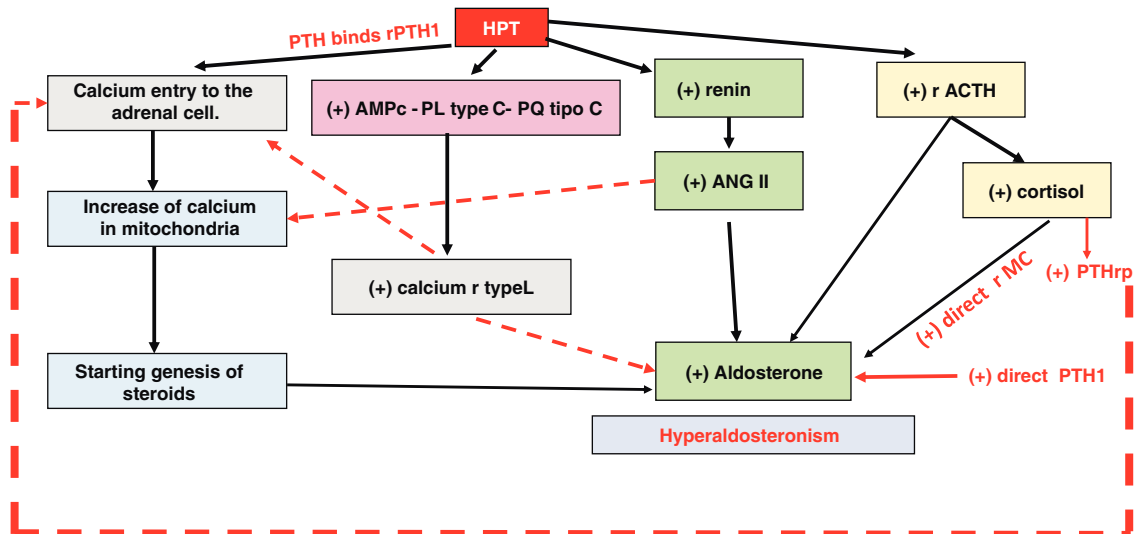 HPT
PTH binds rPTH1
Calcium entry to the
adrenal cell.
(+) AMPc - PL type C- PQ tipo C
(+) renin
(+) r ACTH
(+) ANG II
(+) cortisol
Increase of calcium
in mitochondria
(+) calcium r typeL
(+) PTHrp
(+) direct r MC
Starting genesis of
steroids
(+) Aldosterone
(+) direct PTH1
Hyperaldosteronism